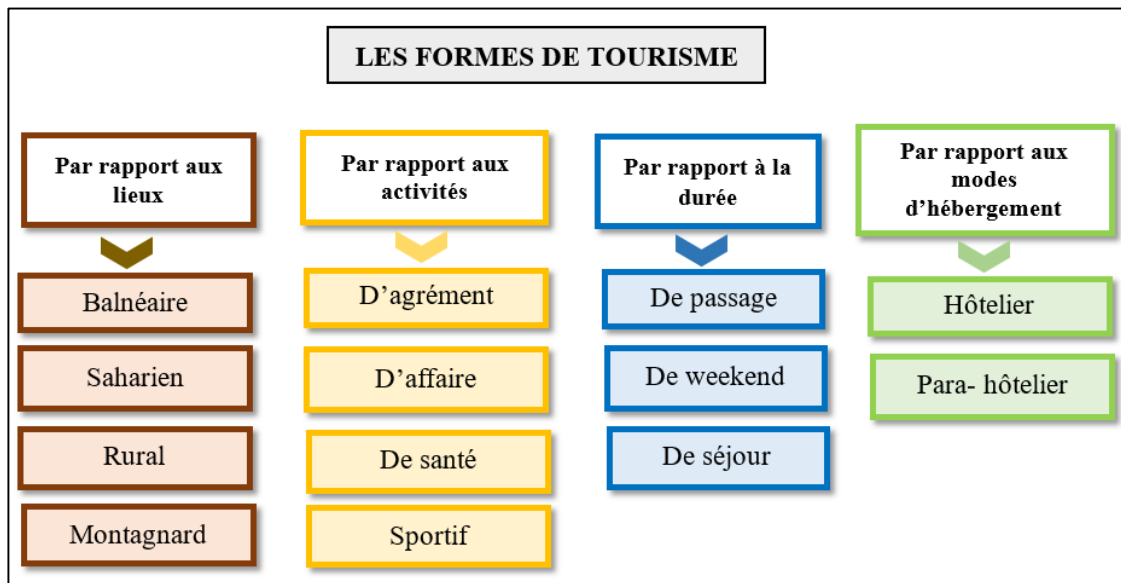 LES FORMES DE TOURISME
Par rapport aux
lieux
Balnéaire
Saharien
Rural
Montagnard
Par rapport aux
activités
D’agrément
D’affaire
De santé
Sportif
Par rapport à la
durée
De passage
De weekend
De séjour
Par rapport aux
modes
d’hébergement
Hôtelier
Para- hôtelier